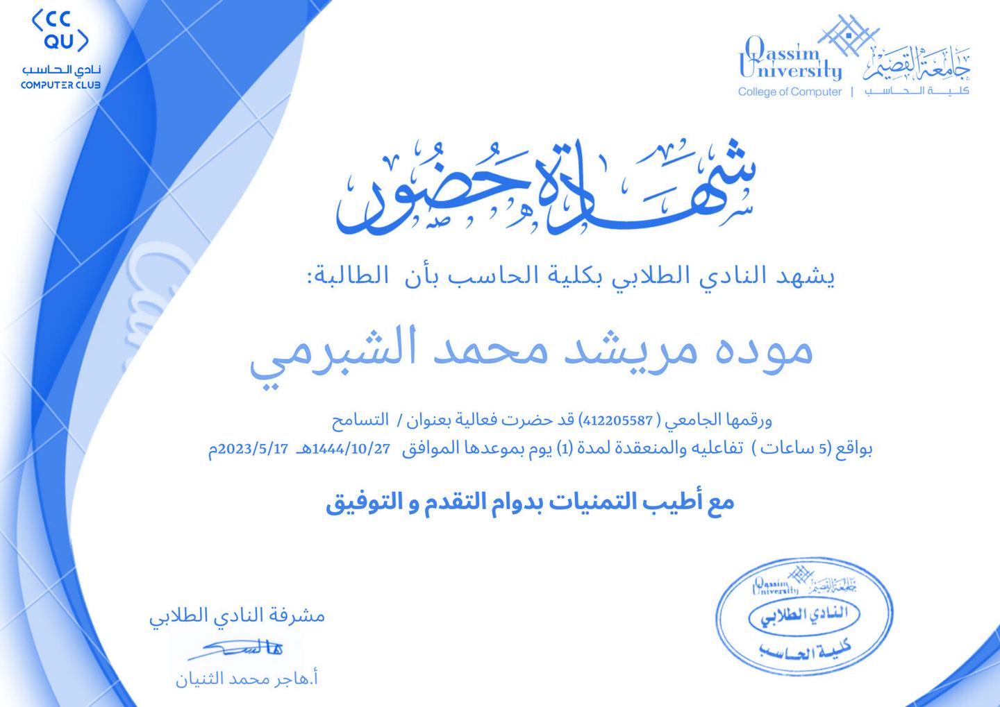 CC
QU
نادي الحاسب
COMPUTER CLUB
Qassim University جامعة القصيم
College of Computer | كلية الحاسب
شهادة حضور
يشهد النادي الطلابي بكلية الحاسب بأن الطالبة:
موده مريشد محمد الشبرمي
ورقمها الجامعي ( 412205587) قد حضرت فعالية بعنوان / التسامح
بواقع (5 ساعات ) تفاعليه والمنعقدة لمدة (1) يوم بموعدها الموافق 1444/10/27هـ 2023/5/17م
مع أطيب التمنيات بدوام التقدم و التوفيق
مشرفة النادي الطلابي
أ.هاجر محمد الثنيان
Qassim University جامعة القصيم
النادي الطلابي
كلية الحاسب